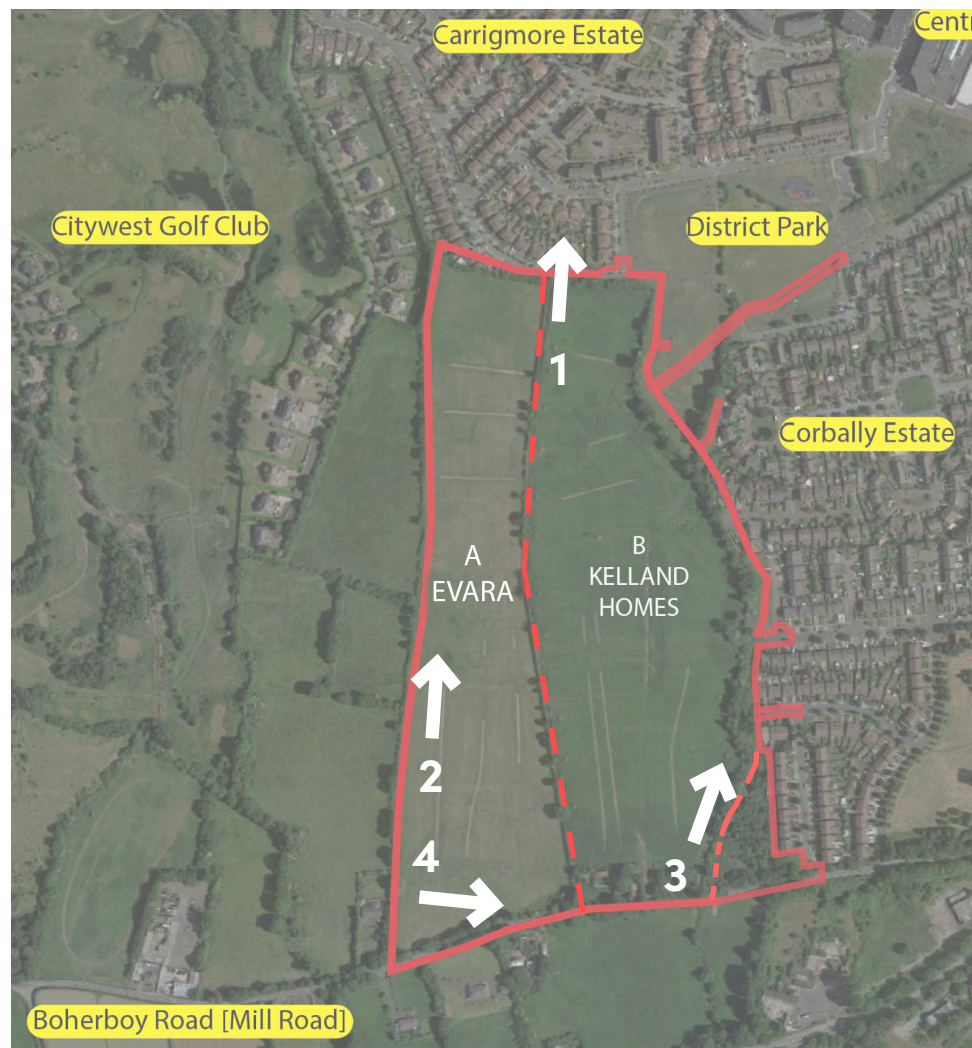 Carrigmore Estate
Centr
Citywest Golf Club
District Park
1
Corbally Estate
A
EVARA
B
KELLAND
HOMES
2
4
3
Boherboy Road [Mill Road]